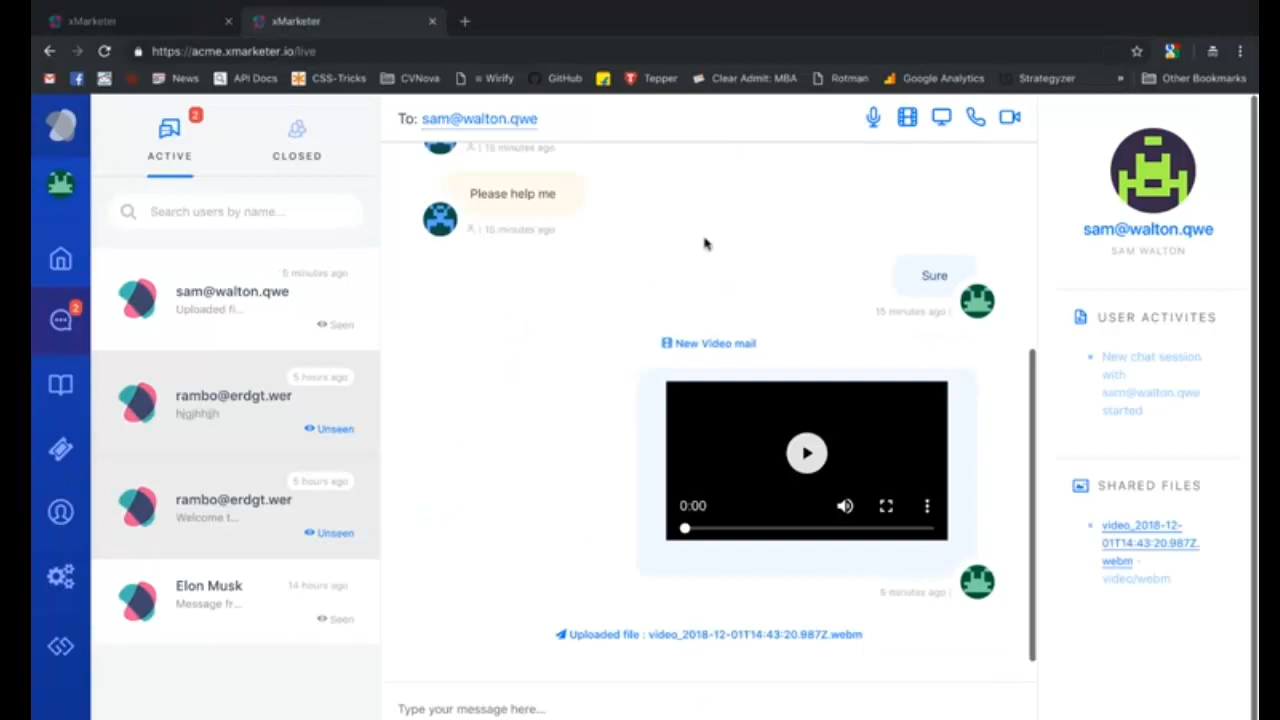 xMarketer
xMarketer
https://acme.xmarketer.io/live
News
API Docs
CSS-Tricks
CVNova
Wirify
GitHub
Tepper
Clear Admit: MBA
Rotman
Google Analytics
Strategyzer
»
Other Bookmarks
2
ACTIVE
CLOSED
Search users by name...
sam@walton.qwe
Uploaded fi...
Seen
2
5 hours ago
rambo@erdgt.wer
hjgjhhjjh
Unseen
rambo@erdgt.wer
Welcome t...
Unseen
Elon Musk
14 hours ago
Message fr...
Seen
To: sam@walton.qwe
15 minutes ago
Please help me
15 minutes ago
Sure
15 minutes ago |
New Video mail
0:00
minutes ago |
Uploaded file : video_2018-12-01T14:43:20.987Z.webm
Type your message here...
sam@walton.qwe
SAM WALTON
USER ACTIVITES
New chat session
with
sam@walton.qwe
started
SHARED FILES
video_2018-12-
01T14:43:20.987Z.
webm -
video/webm